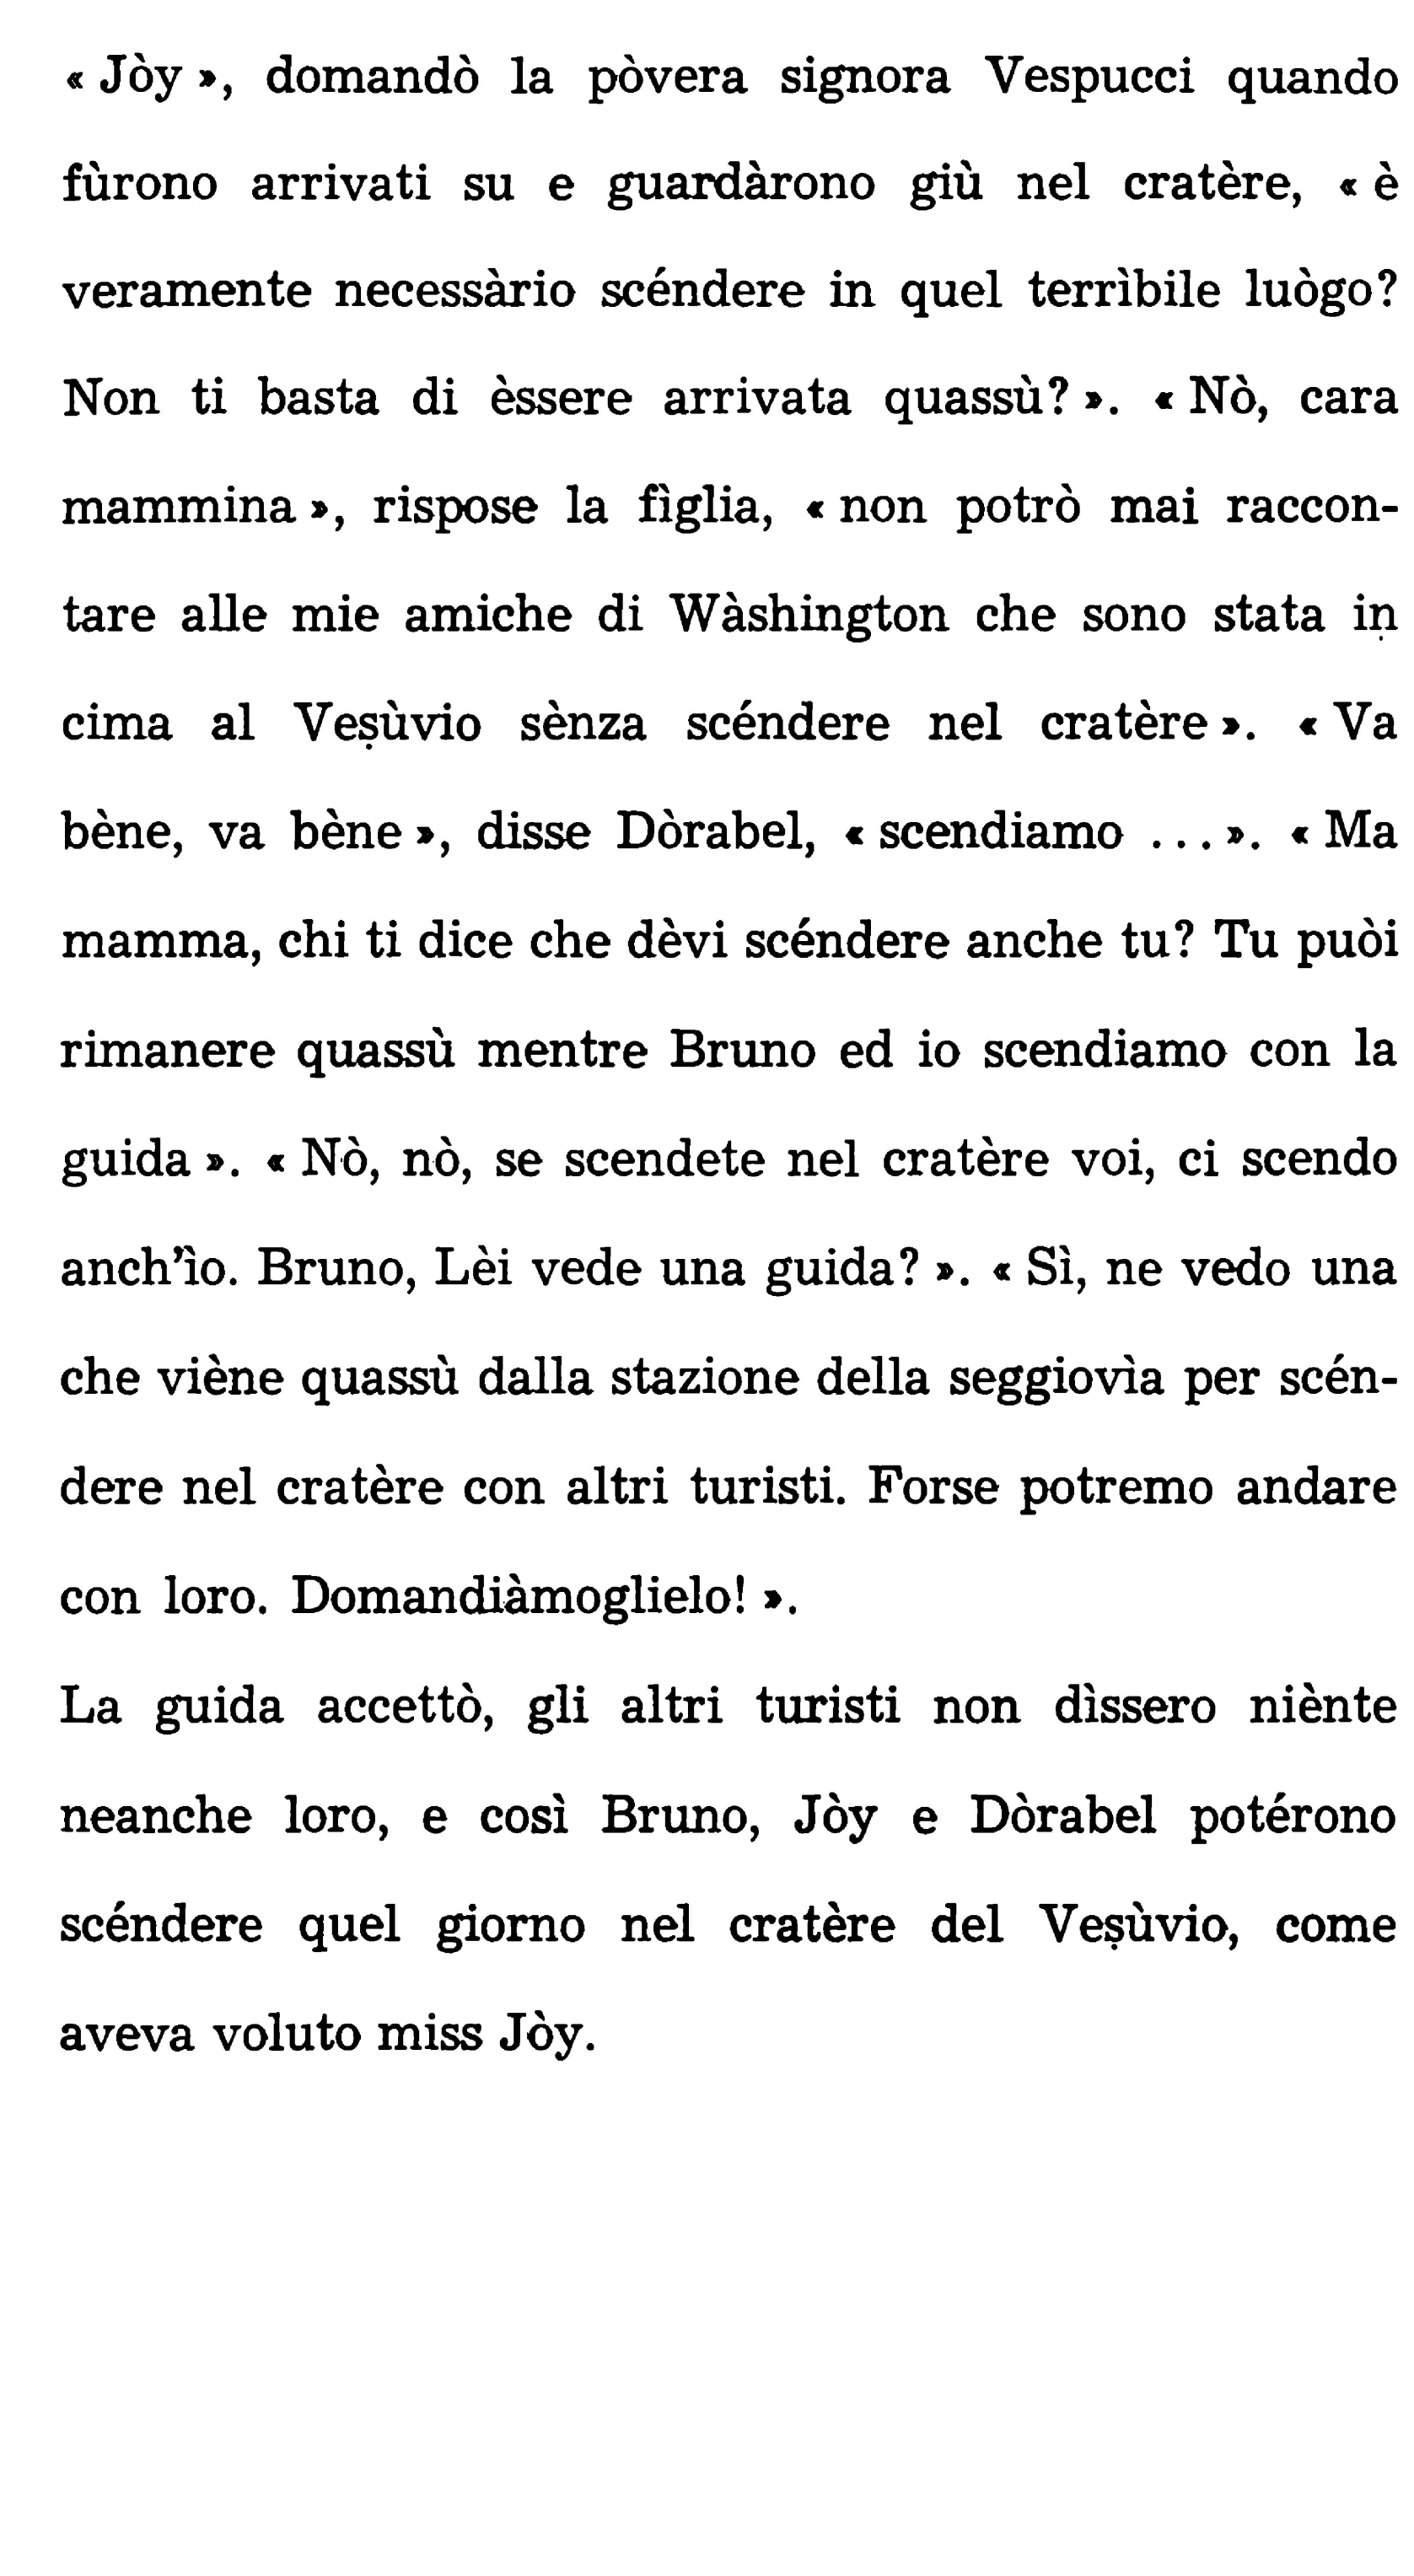 « Jòy », domandò la pòvera signora Vespucci quando
fùrono arrivati su e guardàrono giù nel cratère, « è
veramente necessàrio scéndere in quel terrìbile luògo?
Non ti basta di èssere arrivata quassù? ». « Nò, cara
mammina », rispose la fìglia, « non potrò mai raccon-
tare alle mie amiche di Wàshington che sono stata in
cima al Veṣùvio sènza scéndere nel cratère ». « Va
bène, va bène », disse Dòrabel, « scendiamo ... ». « Ma
mamma, chi ti dice che dèvi scéndere anche tu? Tu puòi
rimanere quassù mentre Bruno ed io scendiamo con la
guida ». « Nò, nò, se scendete nel cratère voi, ci scendo
anch'ìo. Bruno, Lèi vede una guida? ». « Sì, ne vedo una
che viène quassù dalla stazione della seggiovìa per scén-
dere nel cratère con altri turisti. Forse potremo andare
con loro. Domandiàmoglielo! ».
La guida accettò, gli altri turisti non dìssero niènte
neanche loro, e così Bruno, Jòy e Dòrabel potérono
scéndere quel giorno nel cratère del Veṣùvio, come
aveva voluto miss Jòy.